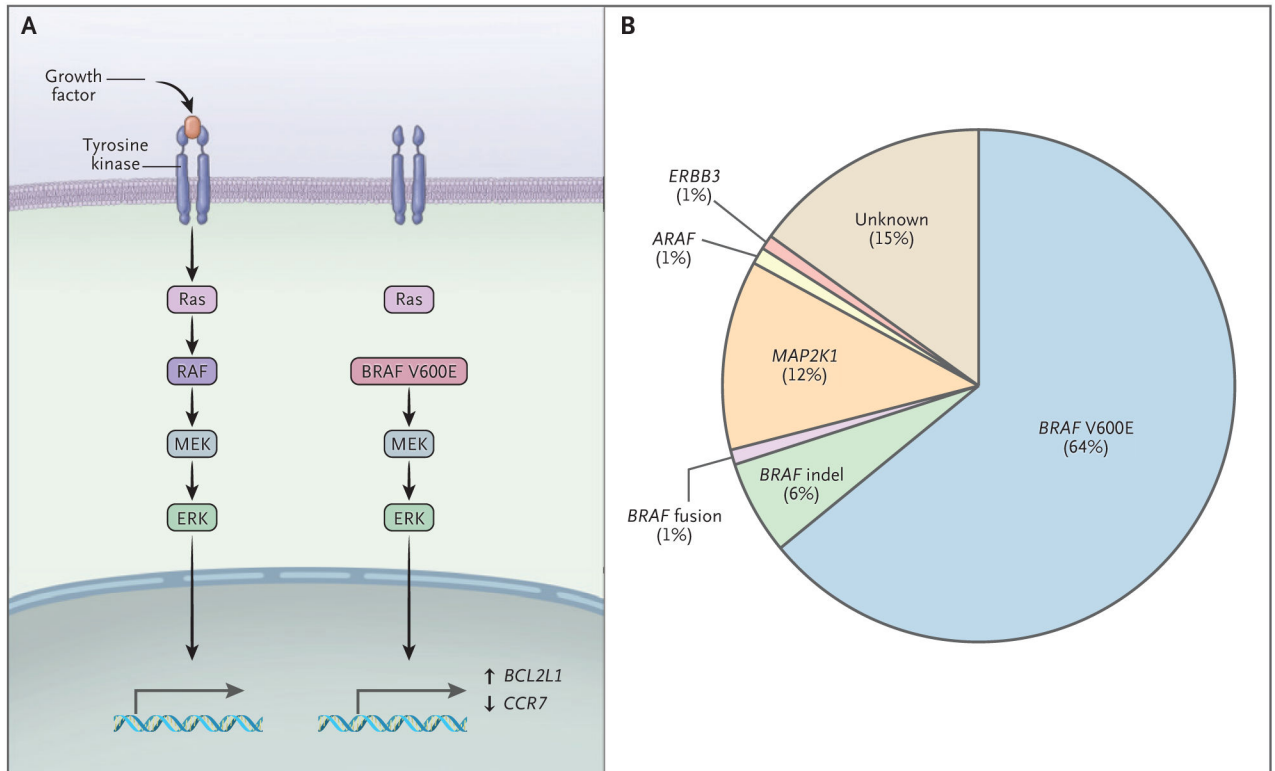 A
Growth
factor
Tyrosine
kinase
Ras
RAF
MEK
ERK
Ras
BRAF V600E
MEK
ERK
↑ BCL2L1
↓ CCR7
B
ERBB3
(1%)
ARAF
(1%)
Unknown
(15%)
MAP2K1
(12%)
BRAF V600E
(64%)
BRAF indel
(6%)
BRAF fusion
(1%)